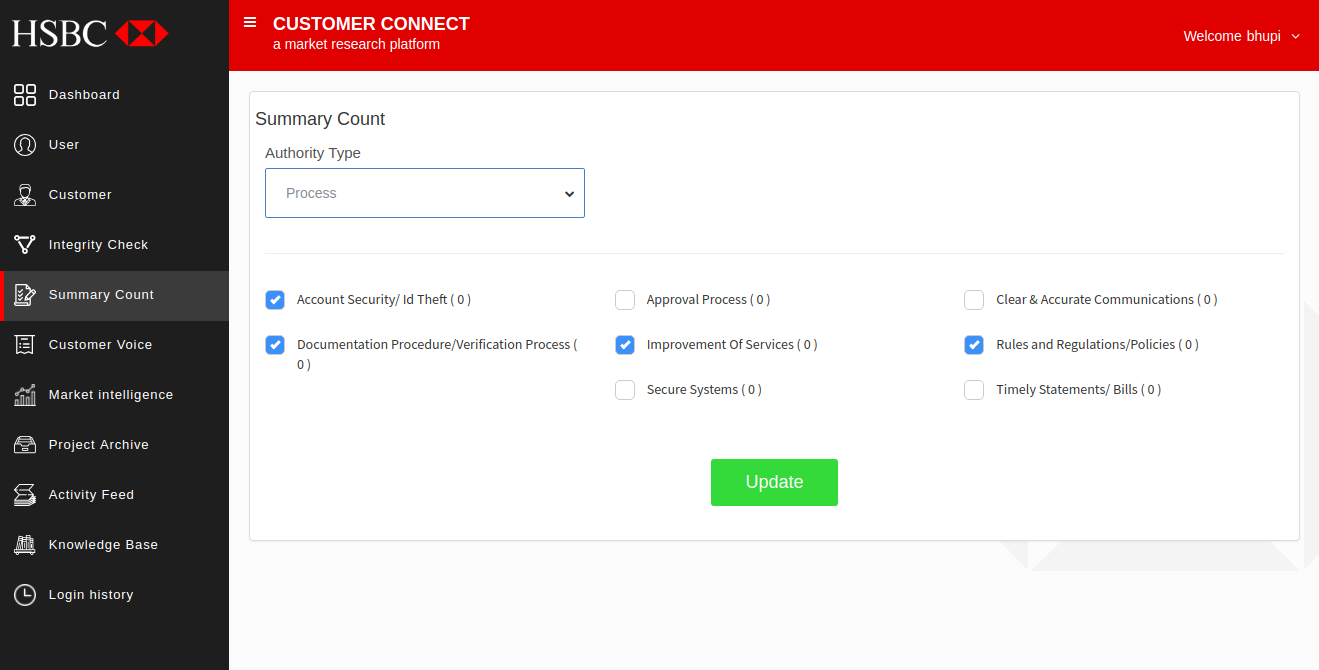 HSBC
CUSTOMER CONNECT
a market research platform
Welcome bhupi
Dashboard
User
Customer
Integrity Check
Summary Count
Customer Voice
Market intelligence
Project Archive
Activity Feed
Knowledge Base
Login history
Summary Count
Authority Type
Process
Account Security/ Id Theft ( 0 )
Approval Process ( 0 )
Clear & Accurate Communications ( 0 )
Documentation Procedure/Verification Process (
0 )
Improvement Of Services ( 0 )
Rules and Regulations/Policies ( 0 )
Secure Systems ( 0 )
Timely Statements/ Bills ( 0 )
Update